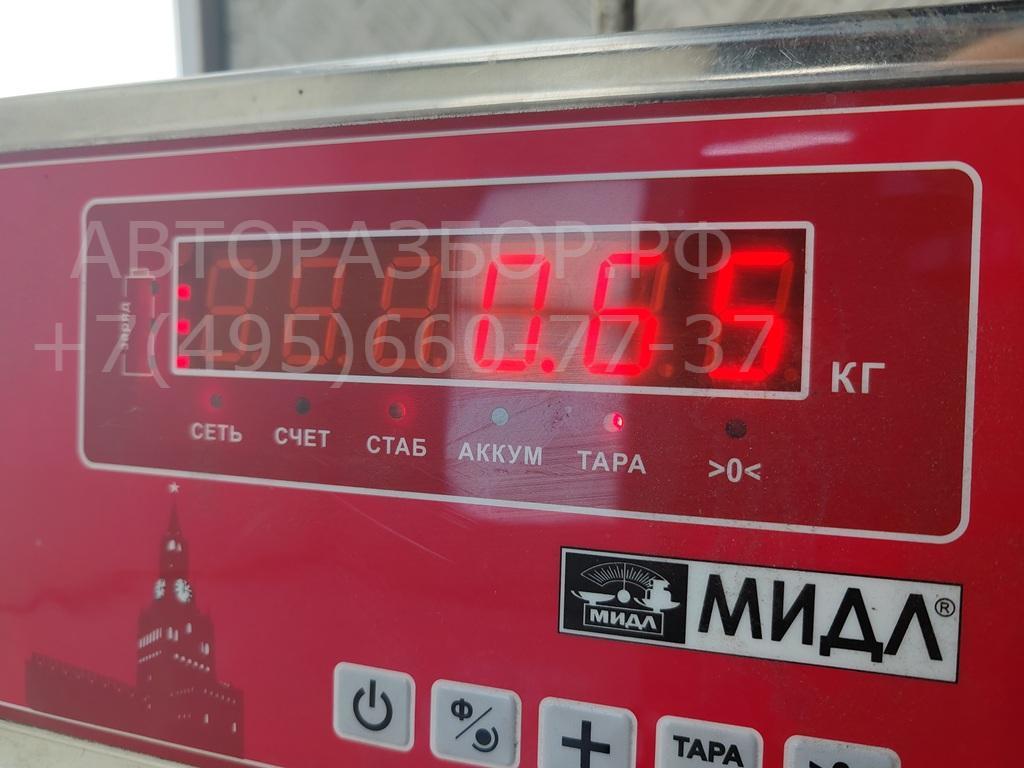 АВТОРАЗБОР.РФ
+7(495)660-77-37
Заряд
0.65
КГ
СЕТЬ СЧЕТ СТАБ АККУМ ТАРА >0<
МИДЛ
МИДЛ®
Ф
ТАРА